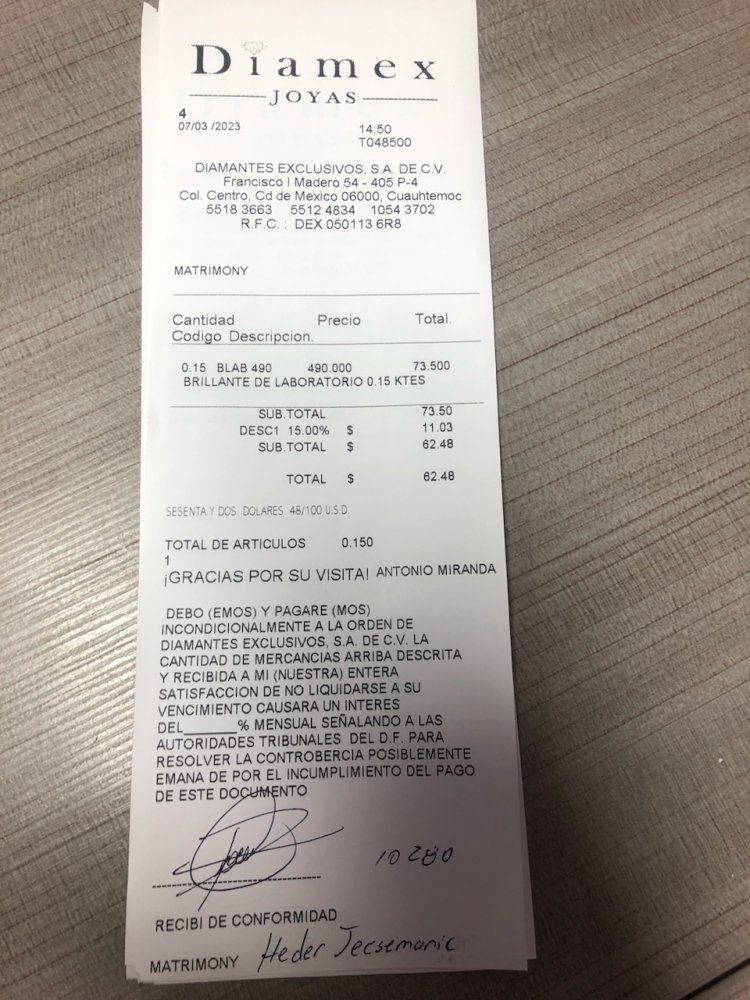 Diamex
JOYAS
4
07/03 /2023 14:50
T048500
DIAMANTES EXCLUSIVOS, S.A. DE C.V.
Francisco I Madero 54 - 405 P-4
Col. Centro, Cd de Mexico 06000, Cuauhtemoc
5518 3663 5512 4834 1054 3702
R.F.C. : DEX 050113 6R8
MATRIMONY
Cantidad Precio Total.
Codigo Descripcion.
0.15 BLAB 490 490.000 73.500
BRILLANTE DE LABORATORIO 0.15 KTES
SUB.TOTAL 73.50
DESC1 15.00% $ 11.03
SUB.TOTAL $ 62.48
TOTAL $ 62.48
SESENTA Y DOS DOLARES 48/100 U.S.D.
TOTAL DE ARTICULOS 0.150
1
¡GRACIAS POR SU VISITA! ANTONIO MIRANDA
DEBO (EMOS) Y PAGARE (MOS)
INCONDICIONALMENTE A LA ORDEN DE
DIAMANTES EXCLUSIVOS, S.A. DE C.V. LA
CANTIDAD DE MERCANCIAS ARRIBA DESCRITA
Y RECIBIDA A MI (NUESTRA) ENTERA
SATISFACCION DE NO LIQUIDARSE A SU
VENCIMIENTO CAUSARA UN INTERES
DEL______% MENSUAL SEÑALANDO A LAS
AUTORIDADES TRIBUNALES DEL D.F. PARA
RESOLVER LA CONTROBERCIA POSIBLEMENTE
EMANA DE POR EL INCUMPLIMIENTO DEL PAGO
DE ESTE DOCUMENTO
10 280
RECIBI DE CONFORMIDAD
MATRIMONY Heder